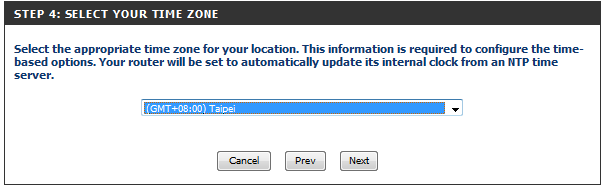 STEP 4: SELECT YOUR TIME ZONE
Select the appropriate time zone for your location. This information is required to configure the time-
based options. Your router will be set to automatically update its internal clock from an NTP time
server.
(GMT+08:00) Taipei
Cancel Prev Next